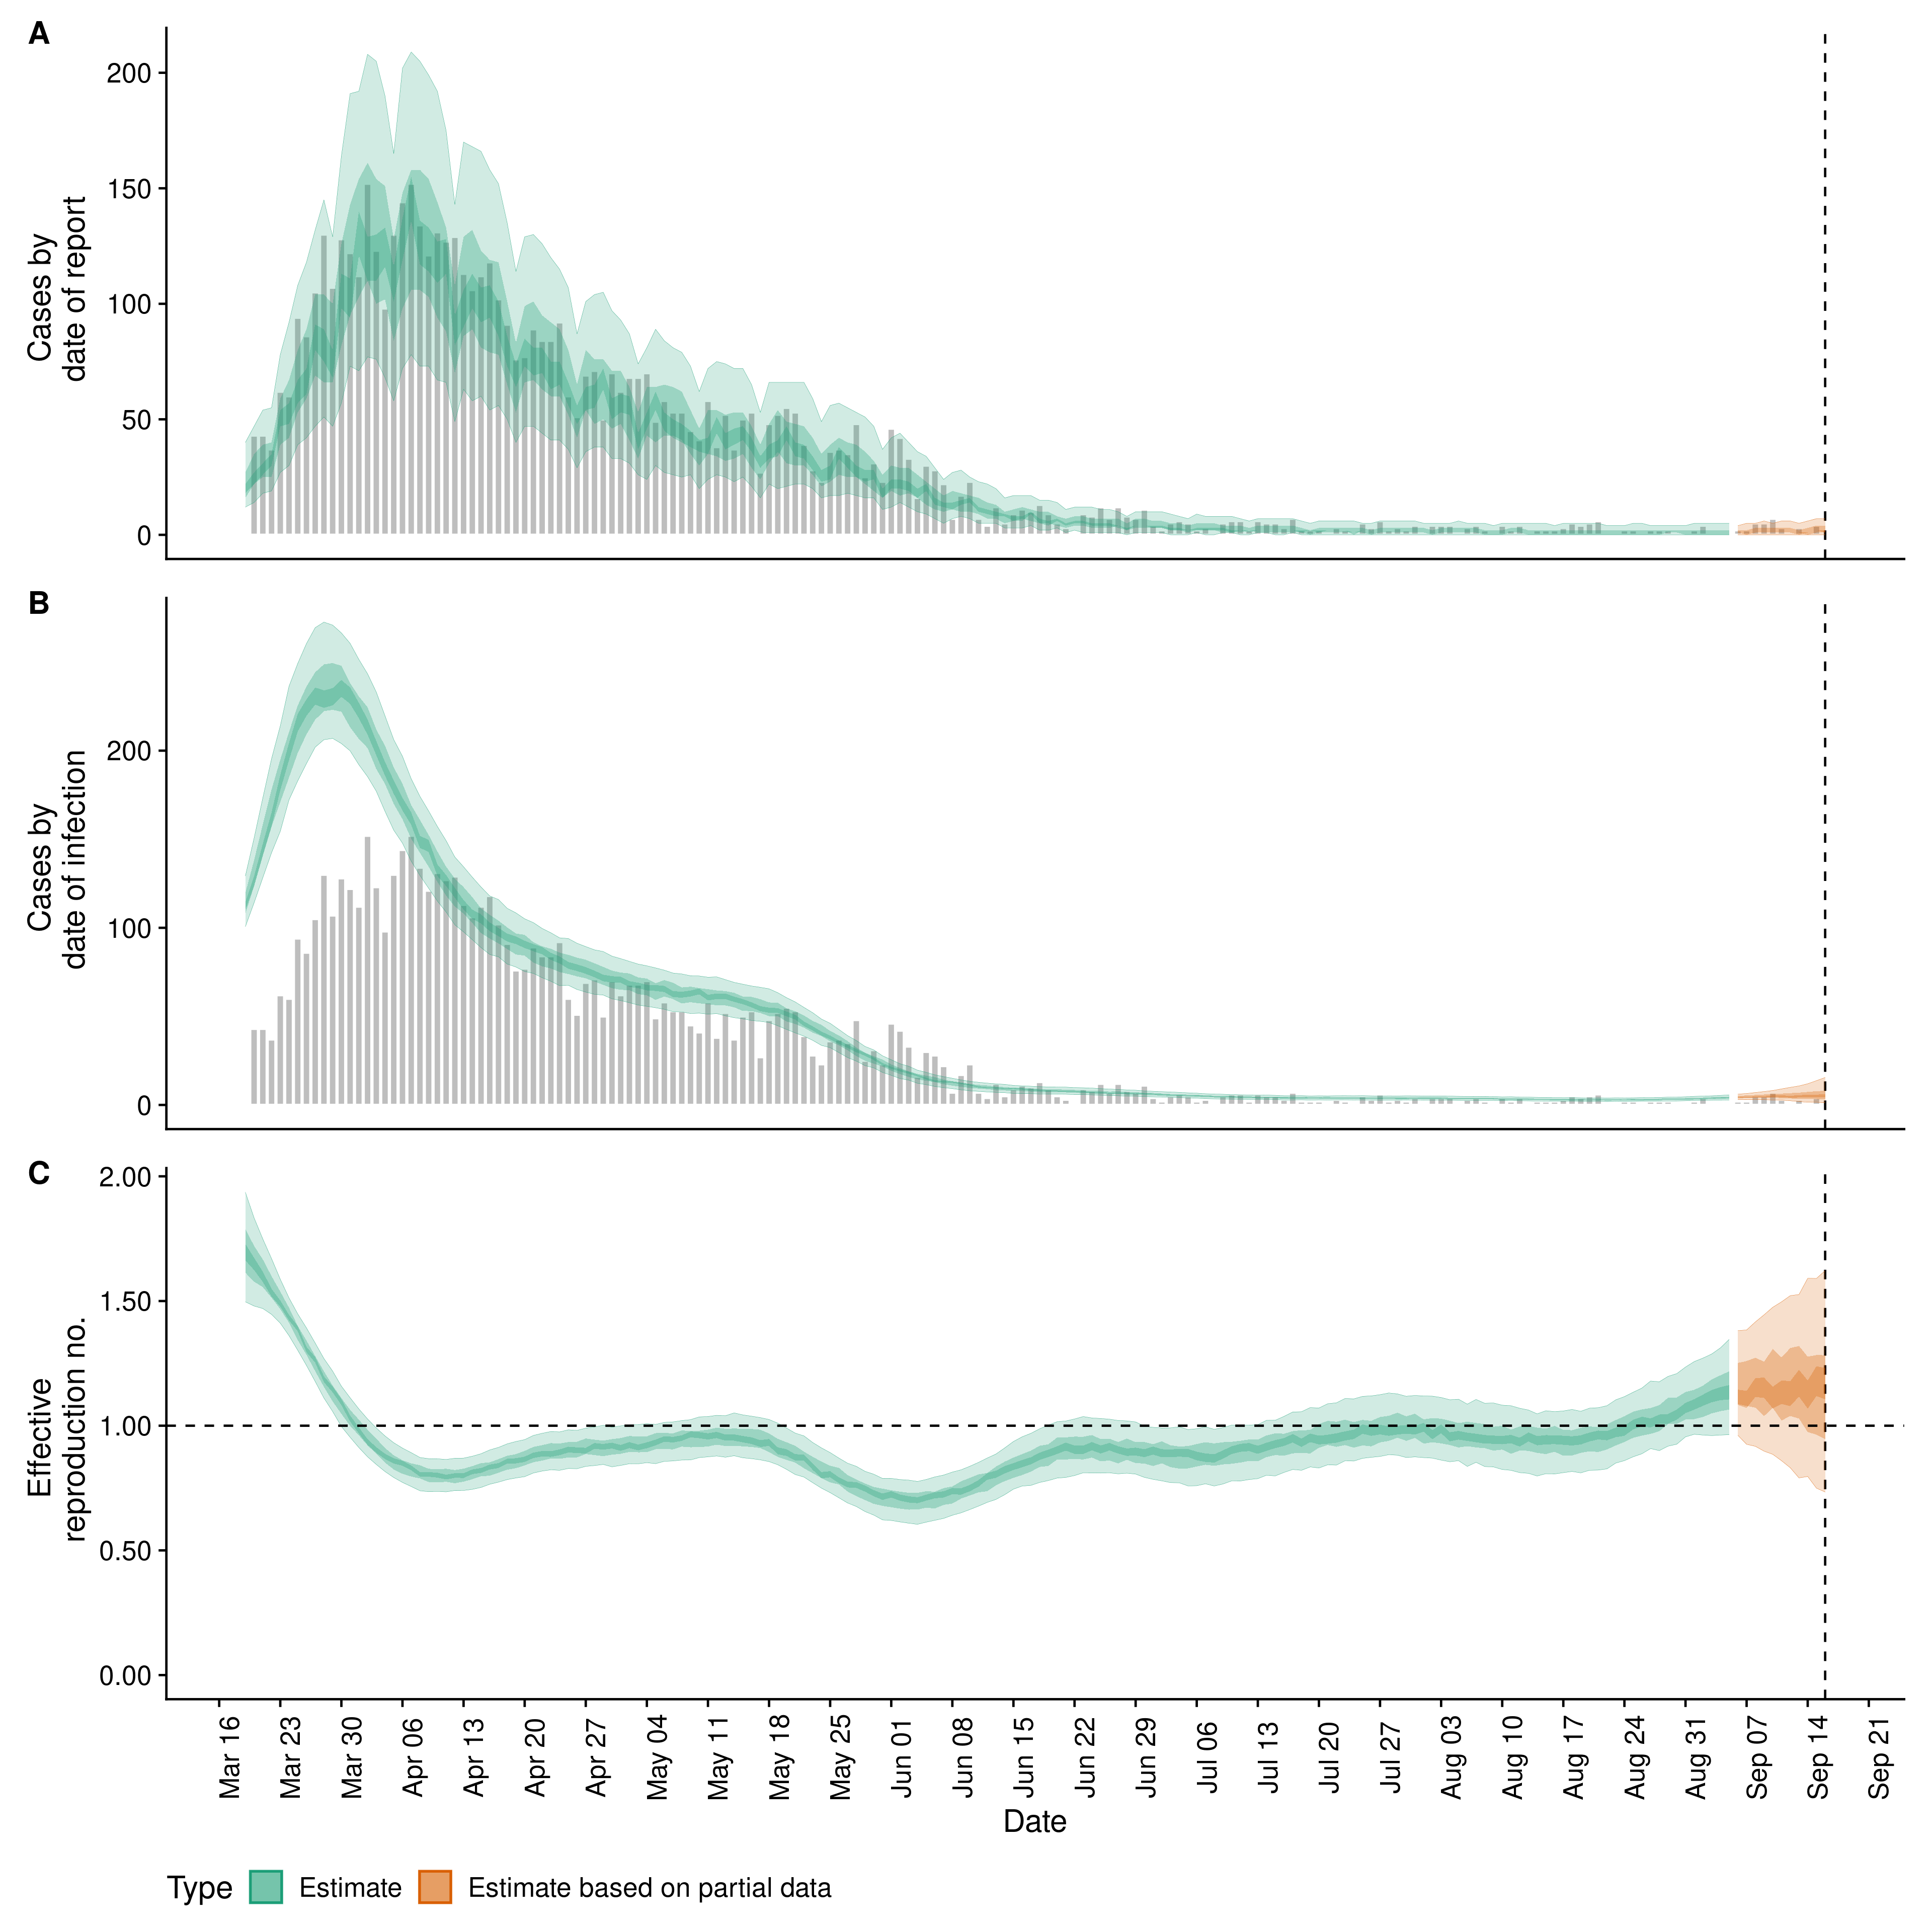 A
200
150
100
50
0
Cases by
date of report
B
200
100
0
Cases by
date of infection
C
2.00
1.50
1.00
0.50
0.00
Effective
reproduction no.
Mar 16
Mar 23
Mar 30
Apr 06
Apr 13
Apr 20
Apr 27
May 04
May 11
May 18
May 25
Jun 01
Jun 08
Jun 15
Jun 22
Jun 29
Jul 06
Jul 13
Jul 20
Jul 27
Aug 03
Aug 10
Aug 17
Aug 24
Aug 31
Sep 07
Sep 14
Sep 21
Date
Type Estimate Estimate based on partial data